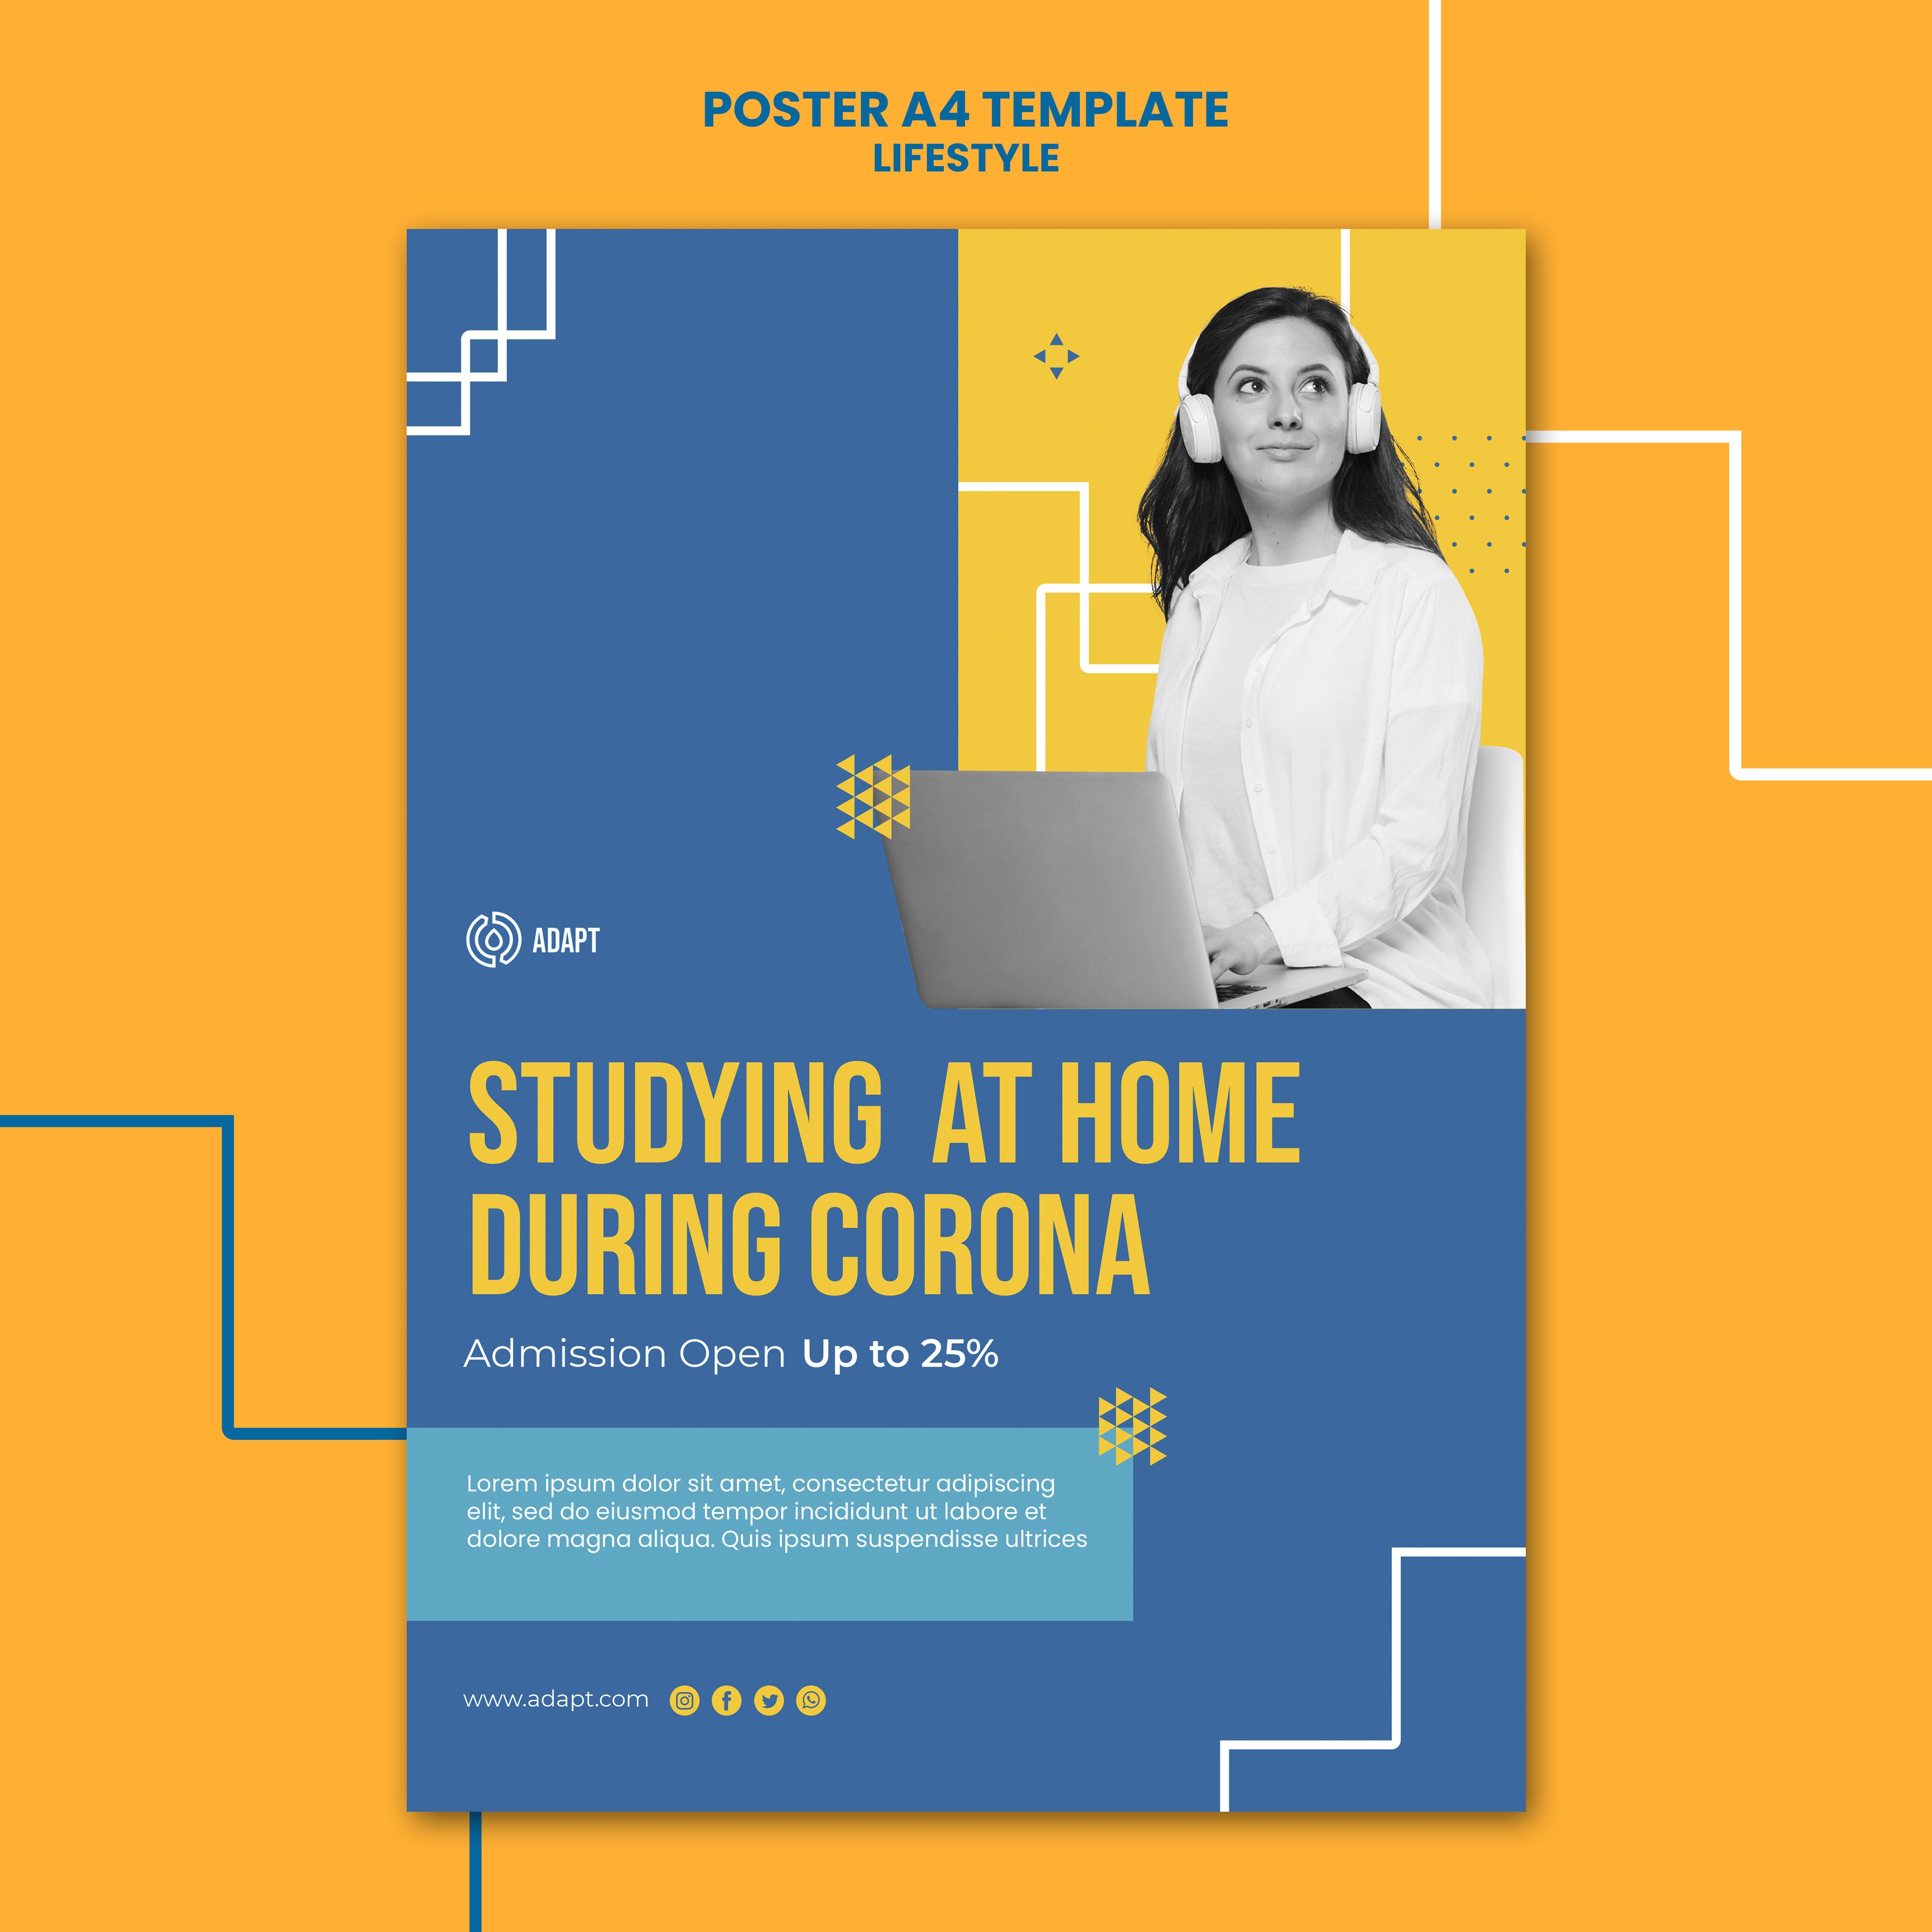 POSTER A4 TEMPLATE
LIFESTYLE
ADAPT
STUDYING AT HOME
DURING CORONA
Admission Open Up to 25%
Lorem ipsum dolor sit amet, consectetur adipiscing
elit, sed do eiusmod tempor incididunt ut labore et
dolore magna aliqua. Quis ipsum suspendisse ultrices
www.adapt.com